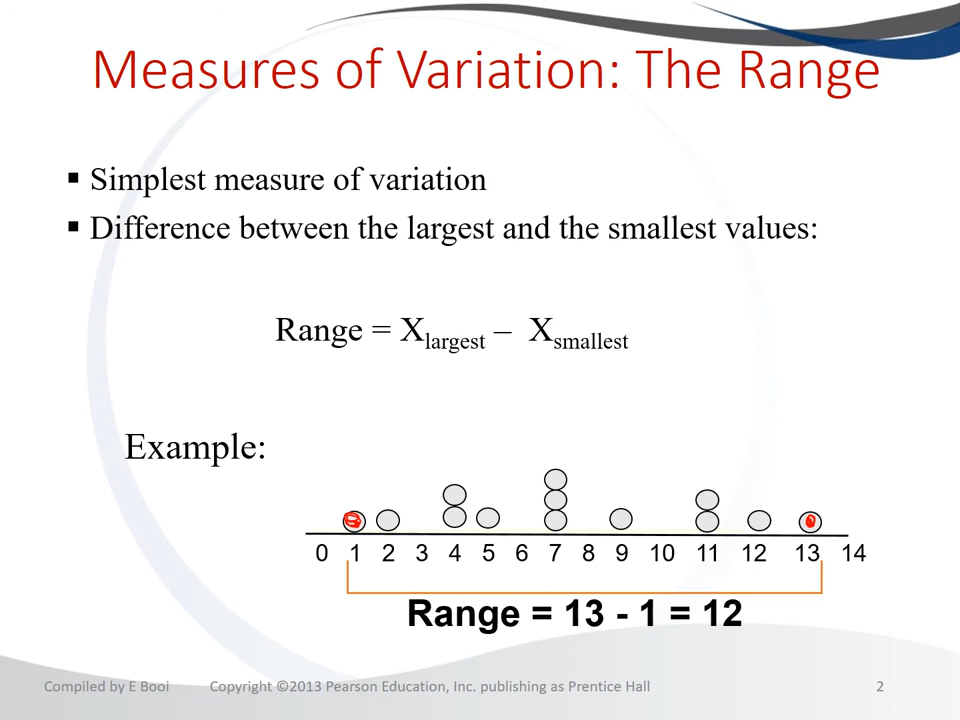 Measures of Variation: The Range
▪ Simplest measure of variation
▪ Difference between the largest and the smallest values:
Range = Xlargest – Xsmallest
Example:
0 1 2 3 4 5 6 7 8 9 10 11 12 13 14
Range = 13 - 1 = 12
Compiled by E Booi Copyright ©2013 Pearson Education, Inc. publishing as Prentice Hall 2